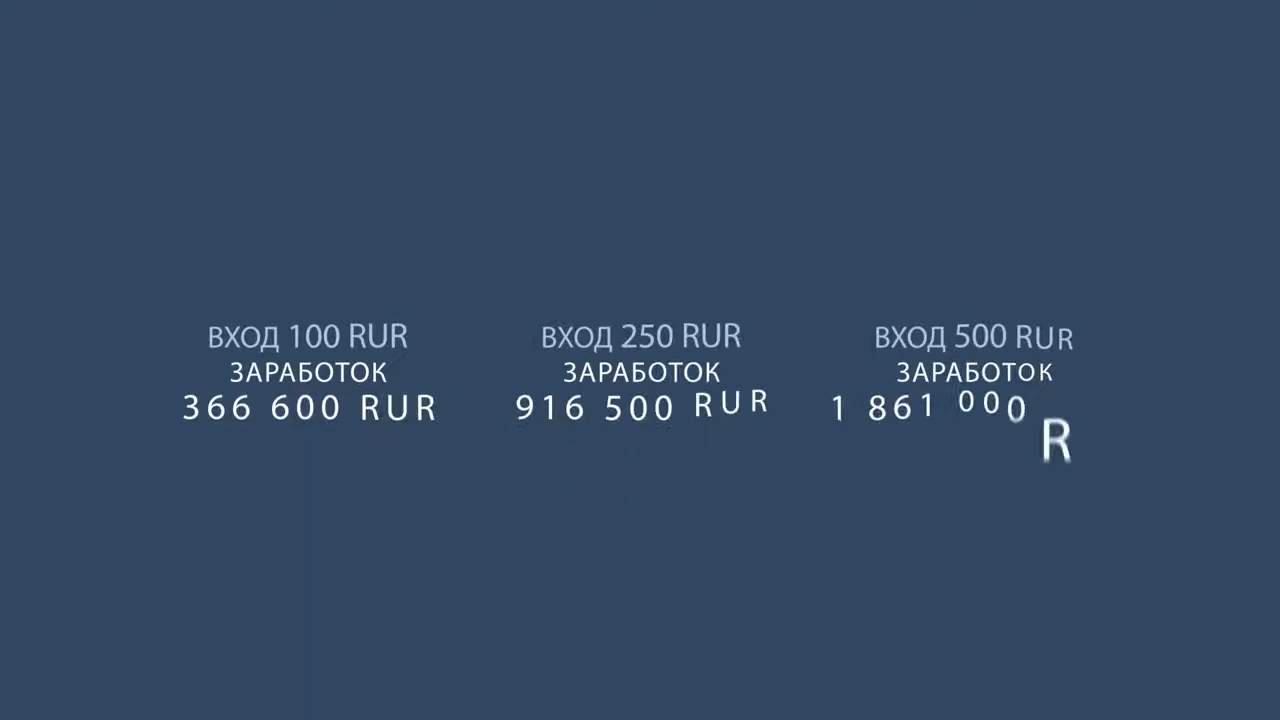 ВХОД 100 RUR
ЗАРАБОТОК
366 600 RUR
ВХОД 250 RUR
ЗАРАБОТОК
916 500 RUR
ВХОД 500 RUR
ЗАРАБОТОК
1 861 000 R